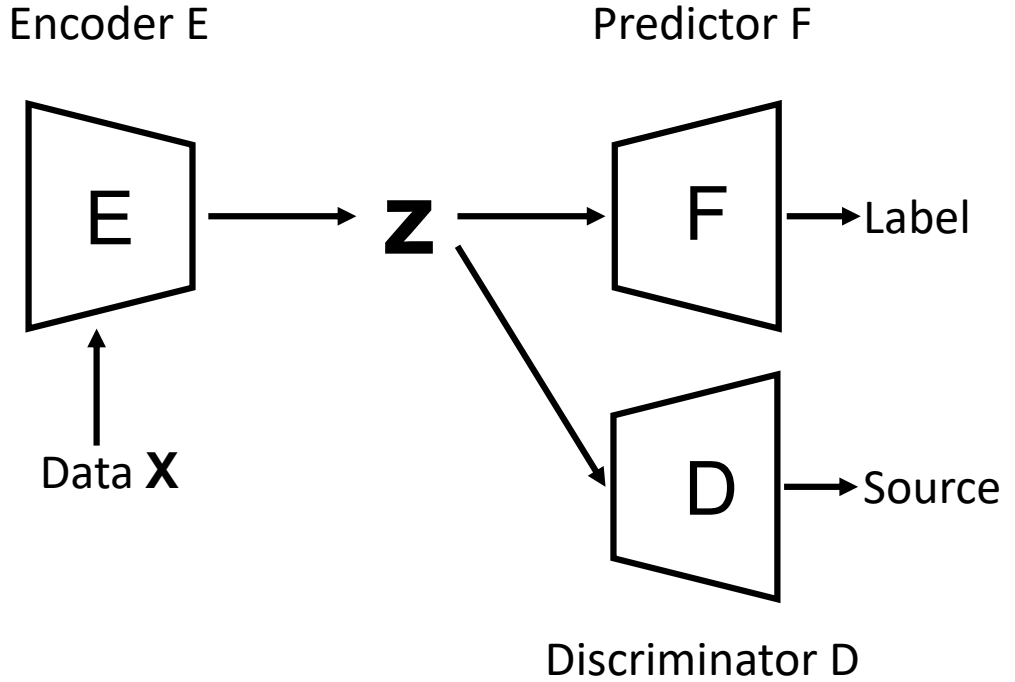 Encoder E
Predictor F
E
z
F
Label
Data X
D
Source
Discriminator D